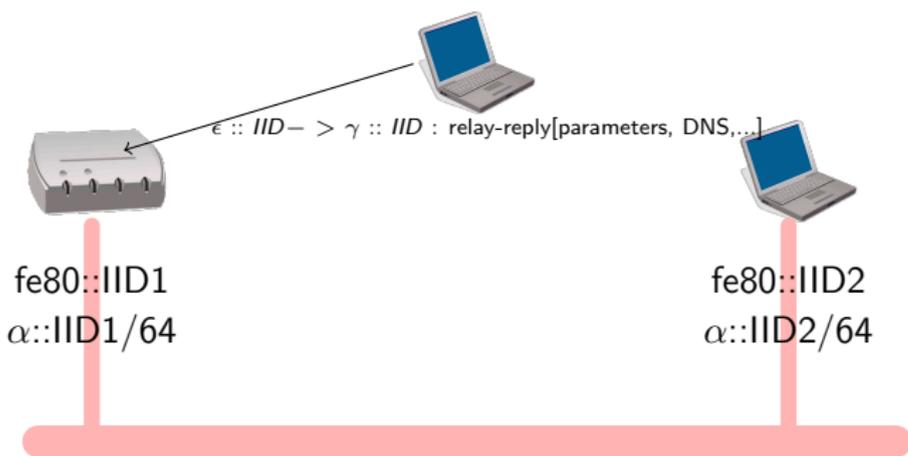 ϵ :: IID− > γ :: IID : relay-reply[parameters, DNS,...]
fe80::IID1
α::IID1/64
fe80::IID2
α::IID2/64